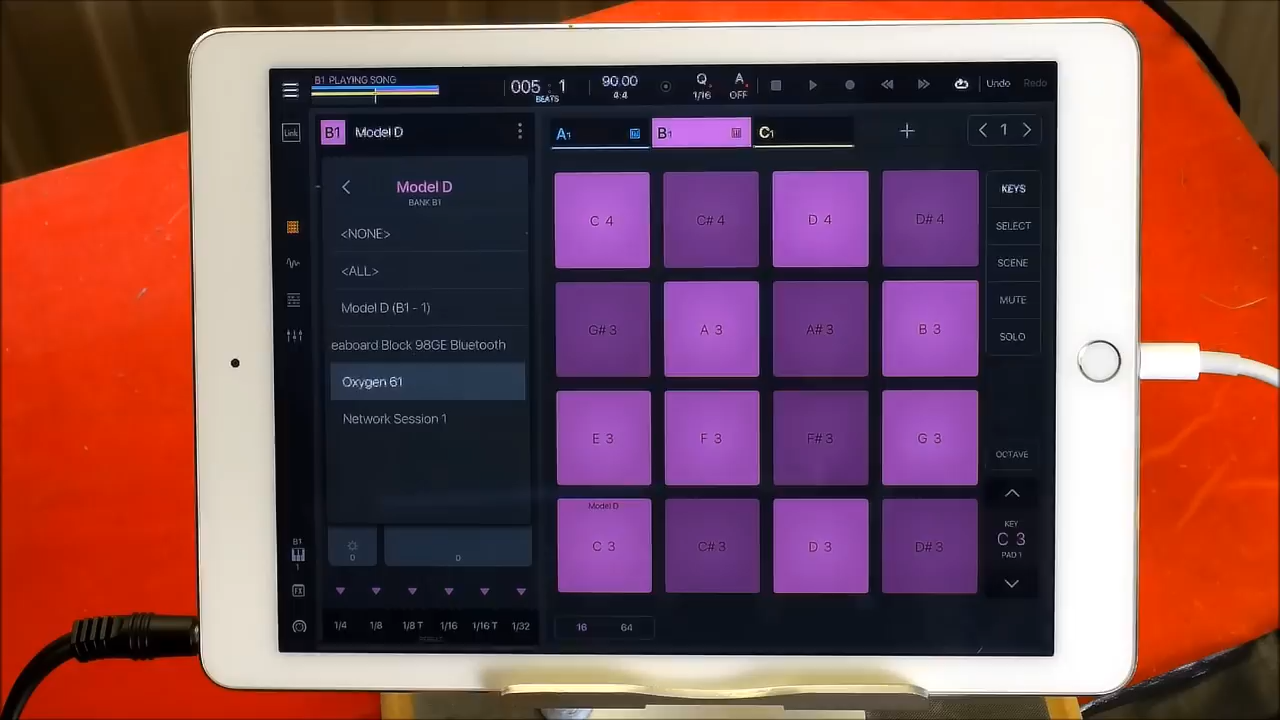 B1 PLAYING SONG
005 : 1
BEATS
90.00
4:4
Q
1/16
A
OFF
Undo
Redo
Link
B1 Model D
A1
B1
C1
+
< 1 >
Model D
BANK B1
<NONE>
<ALL>
Model D (B1 - 1)
eaboard Block 98GE Bluetooth
Oxygen 61
Network Session 1
D
D
1/4 1/8 1/8 T 1/16 1/16 T 1/32
C 4 C# 4 D 4 D# 4
G# 3 A 3 A# 3 B 3
E 3 F 3 F# 3 G 3
Model D
C 3 C# 3 D 3 D# 3
16 64
KEYS
SELECT
SCENE
MUTE
SOLO
OCTAVE
KEY
C 3
PAD 1
B1
1
FX